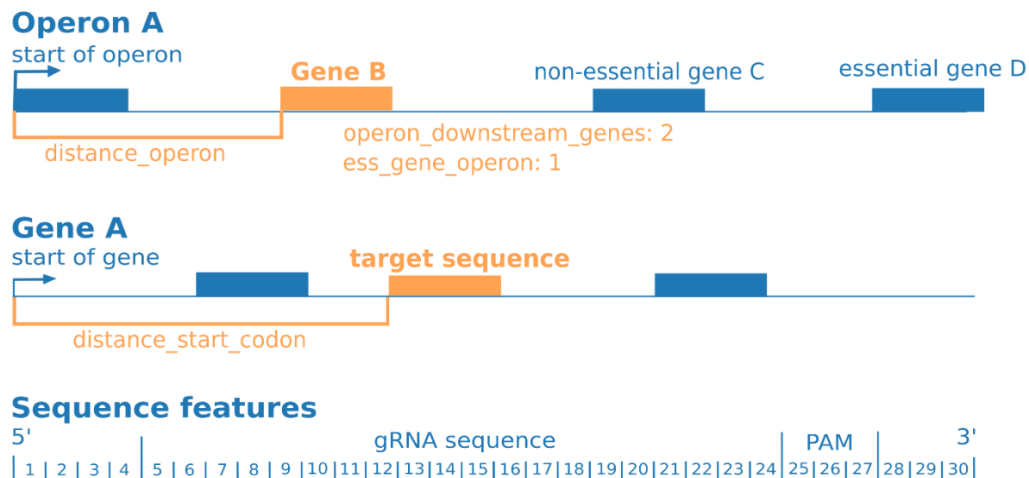 Operon A
start of operon
Gene B
non-essential gene C
essential gene D
distance_operon
operon_downstream_genes: 2
ess_gene_operon: 1
Gene A
start of gene
target sequence
distance_start_codon
Sequence features
5' gRNA sequence PAM 3'
1 | 2 | 3 | 4 | 5 | 6 | 7 | 8 | 9 | 10 | 11 | 12 | 13 | 14 | 15 | 16 | 17 | 18 | 19 | 20 | 21 | 22 | 23 | 24 | 25 | 26 | 27 | 28 | 29 | 30